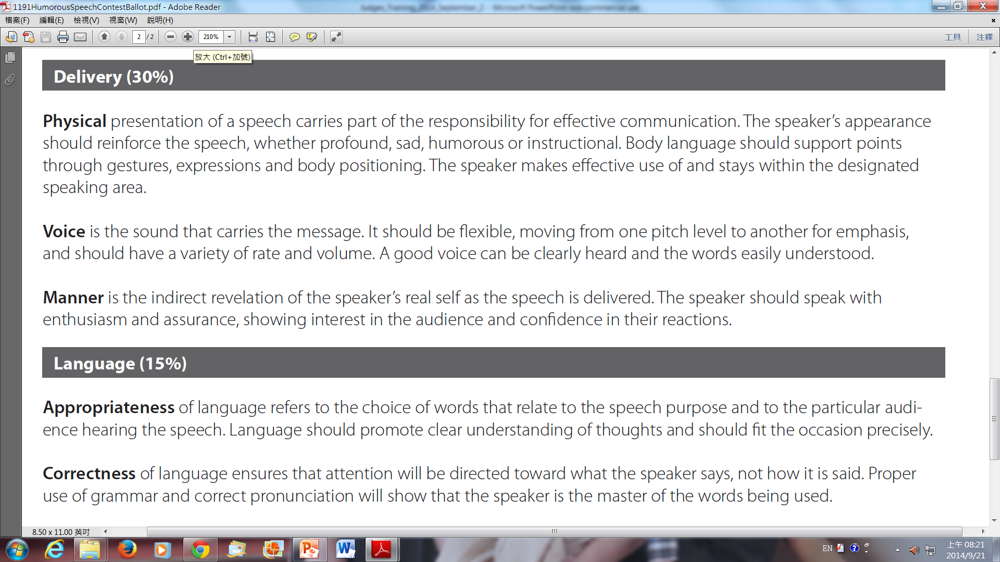 1191HumorousSpeechContestBallot.pdf - Adobe Reader
檔案(F) 編輯(E) 檢視(V) 視窗(W) 說明(H)
2 / 2 210% 工具 注釋
放大 (Ctrl+加號)
Delivery (30%)
Physical presentation of a speech carries part of the responsibility for effective communication. The speaker’s appearance
should reinforce the speech, whether profound, sad, humorous or instructional. Body language should support points
through gestures, expressions and body positioning. The speaker makes effective use of and stays within the designated
speaking area.
Voice is the sound that carries the message. It should be flexible, moving from one pitch level to another for emphasis,
and should have a variety of rate and volume. A good voice can be clearly heard and the words easily understood.
Manner is the indirect revelation of the speaker’s real self as the speech is delivered. The speaker should speak with
enthusiasm and assurance, showing interest in the audience and confidence in their reactions.
Language (15%)
Appropriateness of language refers to the choice of words that relate to the speech purpose and to the particular audi-
ence hearing the speech. Language should promote clear understanding of thoughts and should fit the occasion precisely.
Correctness of language ensures that attention will be directed toward what the speaker says, not how it is said. Proper
use of grammar and correct pronunciation will show that the speaker is the master of the words being used.
8.50 x 11.00 英吋
EN 上午 08:21
2014/9/21